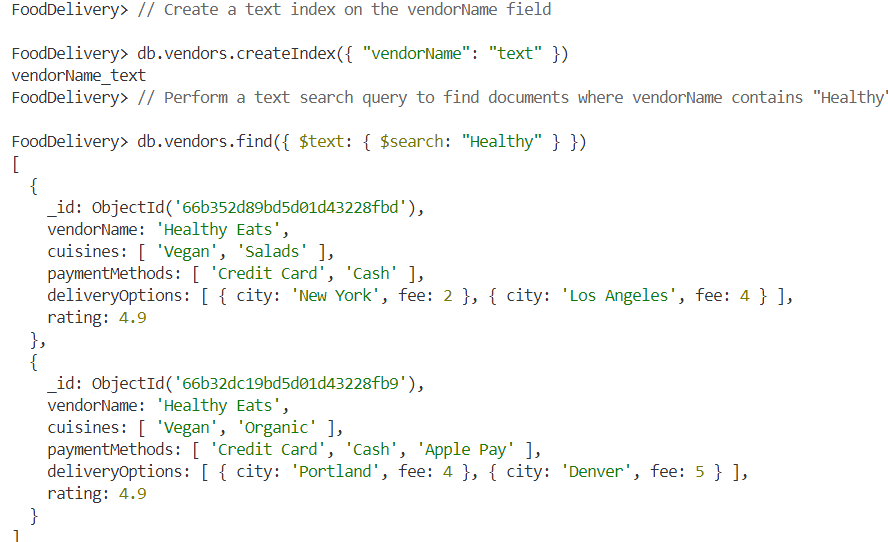 FoodDelivery> // Create a text index on the vendorName field
FoodDelivery> db.vendors.createIndex({ "vendorName": "text" })
vendorName_text
FoodDelivery> // Perform a text search query to find documents where vendorName contains "Healthy"
FoodDelivery> db.vendors.find({ $text: { $search: "Healthy" } })
[
  {
    _id: ObjectId('66b352d89bd5d01d43228fbd'),
    vendorName: 'Healthy Eats',
    cuisines: [ 'Vegan', 'Salads' ],
    paymentMethods: [ 'Credit Card', 'Cash' ],
    deliveryOptions: [ { city: 'New York', fee: 2 }, { city: 'Los Angeles', fee: 4 } ],
    rating: 4.9
  },
  {
    _id: ObjectId('66b32dc19bd5d01d43228fb9'),
    vendorName: 'Healthy Eats',
    cuisines: [ 'Vegan', 'Organic' ],
    paymentMethods: [ 'Credit Card', 'Cash', 'Apple Pay' ],
    deliveryOptions: [ { city: 'Portland', fee: 4 }, { city: 'Denver', fee: 5 } ],
    rating: 4.9
  }
]